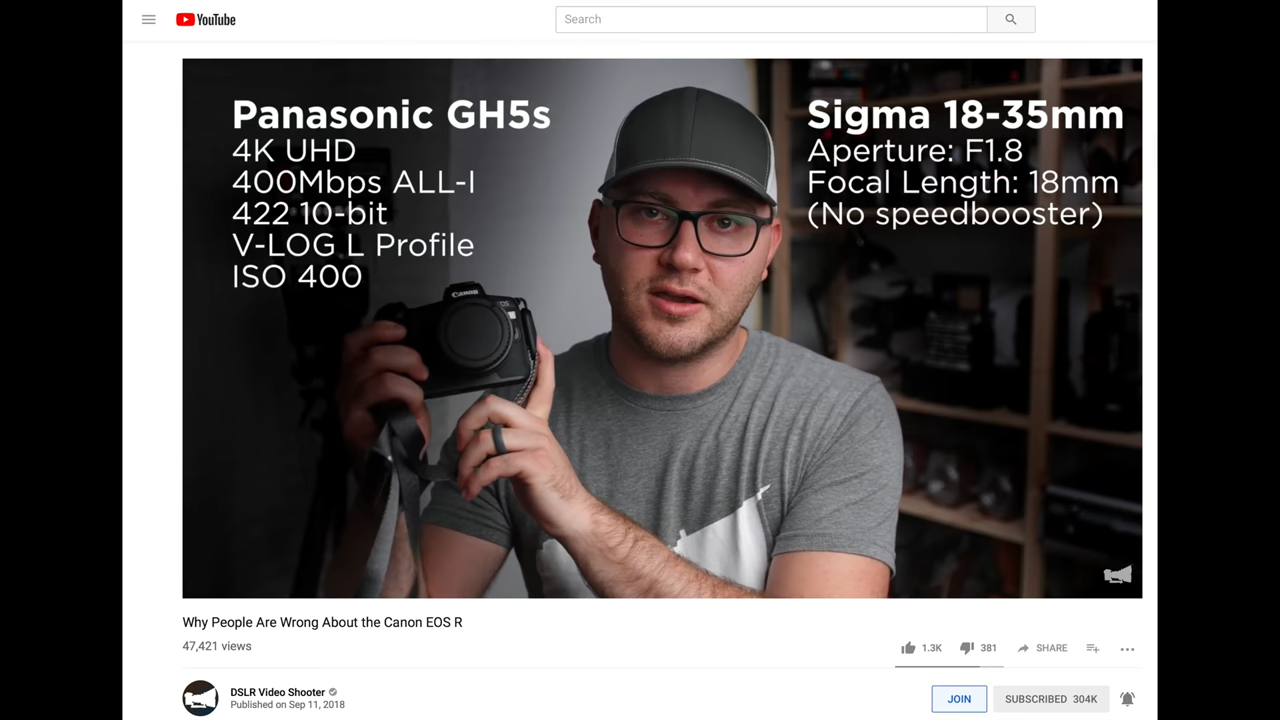 YouTube
Search
Panasonic GH5s
4K UHD
400Mbps ALL-I
422 10-bit
V-LOG L Profile
ISO 400
Sigma 18-35mm
Aperture: F1.8
Focal Length: 18mm
(No speedbooster)
Canon
Why People Are Wrong About the Canon EOS R
47,421 views
1.3K
381
SHARE
DSLR Video Shooter
Published on Sep 11, 2018
JOIN
SUBSCRIBED 304K